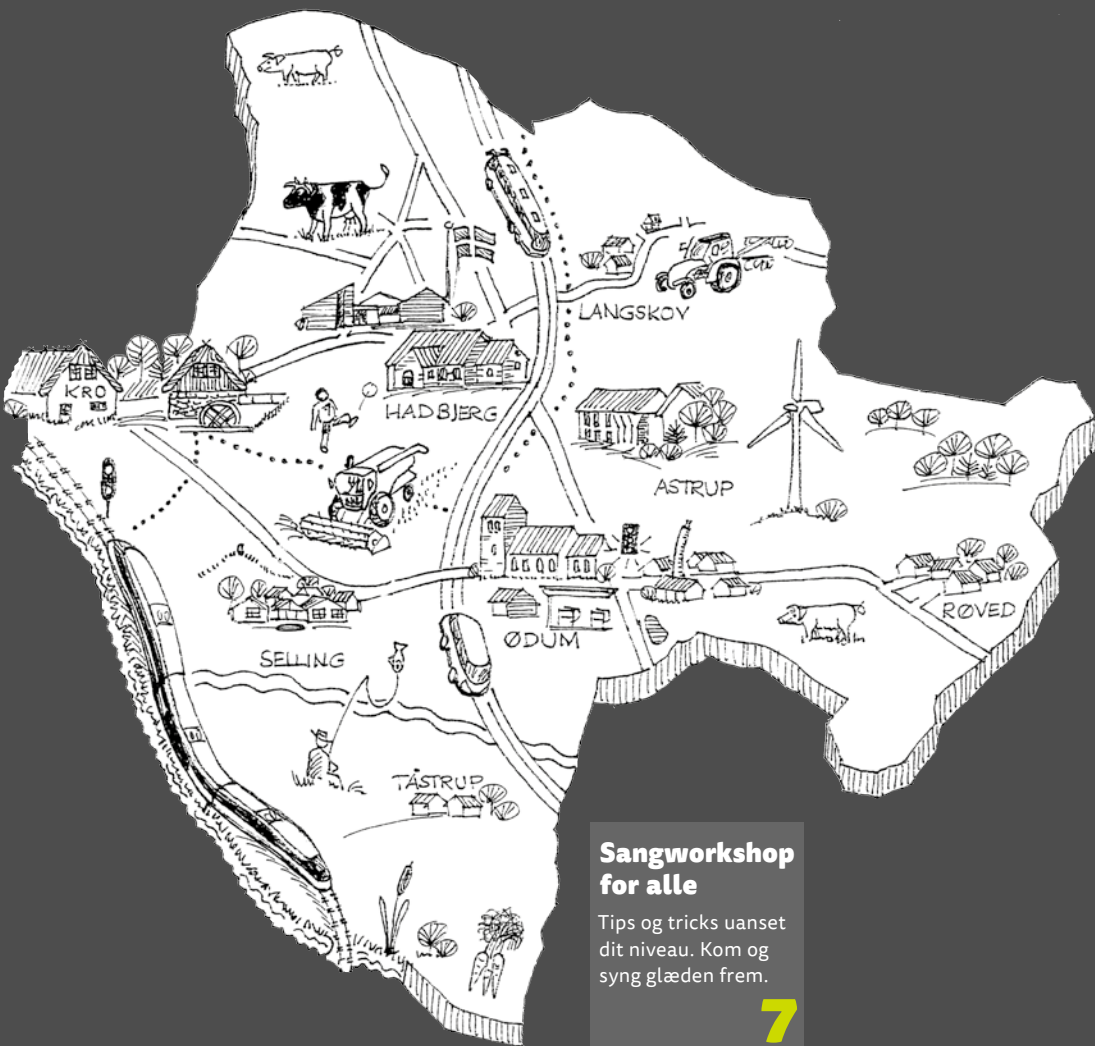 LANGSKOV
KRO
HADBJERG
ASTRUP
RØVED
ØDUM
SELLING
TÅSTRUP
Sangworkshop
for alle
Tips og tricks uanset
dit niveau. Kom og
syng glæden frem.
7